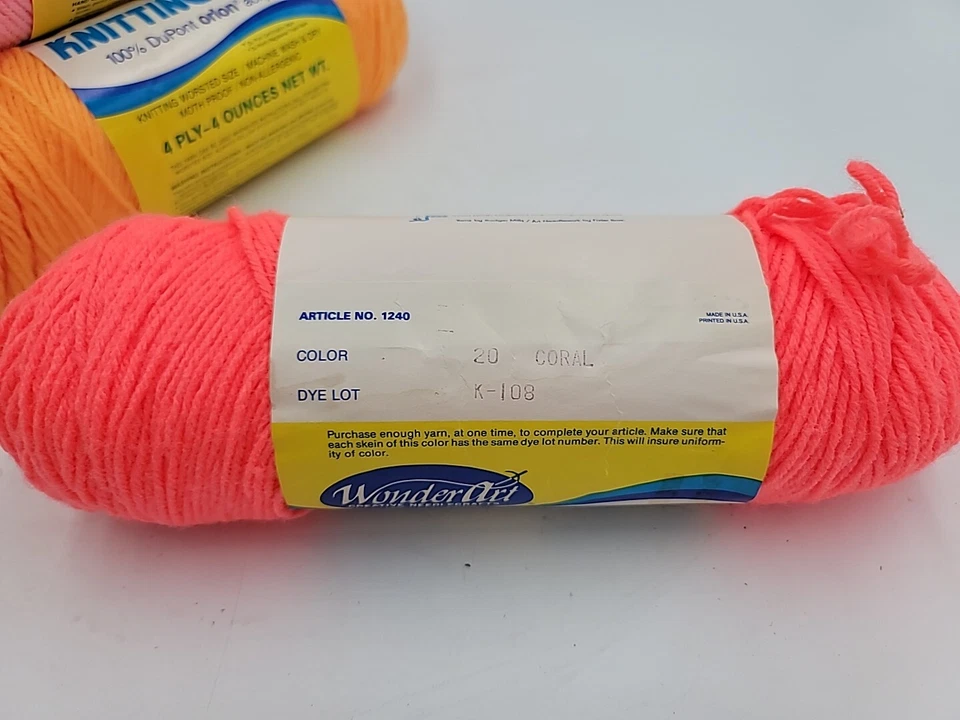 KNITTING
100% DuPont orlon
KNITTING WORSTED SIZE MACHINE WASH & DRY
MOTH PROOF / NON-ALLERGENIC
4 PLY-4 OUNCES NET WT.
ARTICLE NO. 1240
MADE IN U.S.A.
PRINTED IN U.S.A.
COLOR 20 CORAL
DYE LOT K-108
Purchase enough yarn, at one time, to complete your article. Make sure that
each skein of this color has the same dye lot number. This will insure uniform-
ity of color.
WonderArt
CREATIVE NEEDLECRAFTS